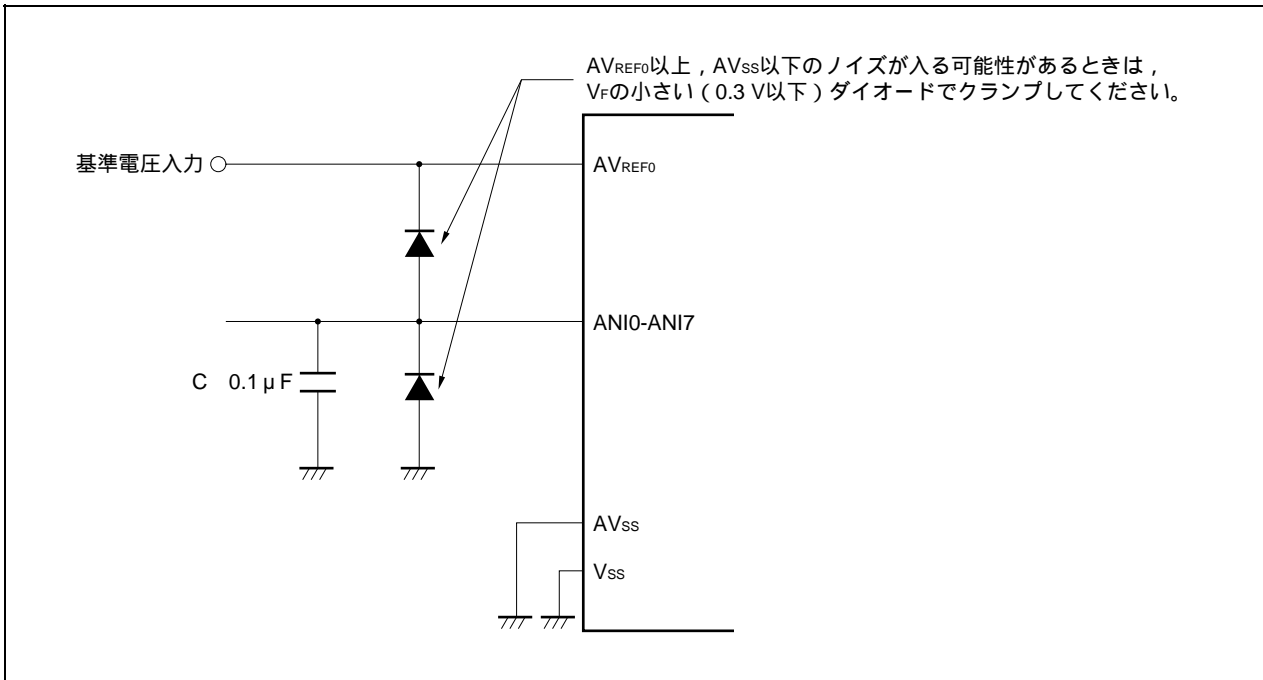 AVREF0以上，AVSS以下のノイズが入る可能性があるときは，
VFの小さい（0.3 V以下）ダイオードでクランプしてください。
基準電圧入力
AVREF0
ANI0-ANI7
C 0.1 μF
AVSS
VSS